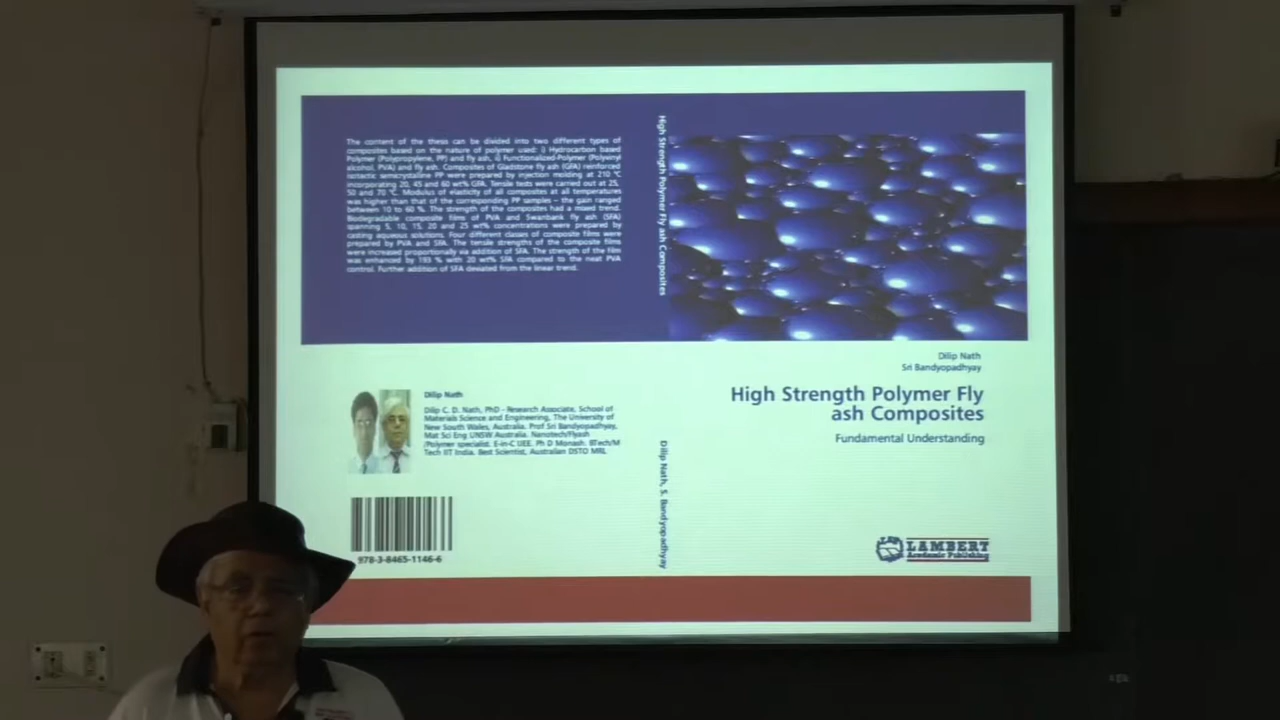 The content of the thesis can be divided into two different types of
composites based on the nature of polymer used: i) Hydrocarbon based
Polymer (Polypropylene, PP) and fly ash, ii) Functionalized-Polymer (Polyvinyl
alcohol, PVA) and fly ash. Composites of Gladstone fly ash (GFA) reinforced
isotactic semicrystalline PP were prepared by injection molding at 210 °C
incorporating 20, 45 and 60 wt% GFA. Tensile tests were carried out at 25,
50 and 70 °C. Modulus of elasticity of all composites at all temperatures
was higher than that of the corresponding PP samples – the gain ranged
between 10 to 60 %. The strength of the composites had a mixed trend.
Biodegradable composite films of PVA and Swanbank fly ash (SFA)
spanning 5, 10, 15, 20 and 25 wt% concentrations were prepared by
casting aqueous solutions. Four different classes of composite films were
prepared by PVA and SFA. The tensile strengths of the composite films
were increased proportionally via addition of SFA. The strength of the film
was enhanced by 193 % with 20 wt% SFA compared to the neat PVA
control. Further addition of SFA deviated from the linear trend.
High Strength Polymer Fly ash Composites
Dilip Nath
Sri Bandyopadhyay
High Strength Polymer Fly
ash Composites
Fundamental Understanding
Dilip Nath
Dilip C. D. Nath, PhD - Research Associate, School of
Materials Science and Engineering, The University of
New South Wales, Australia. Prof Sri Bandyopadhyay,
Mat Sci Eng UNSW Australia. Nanotech/Flyash
/Polymer specialist. E-in-C IJEE. Ph D Monash. BTech/M
Tech IIT India. Best Scientist, Australian DSTO MRL
Dilip Nath, S. Bandyopadhyay
978-3-8465-1146-6
LAP LAMBERT
Academic Publishing